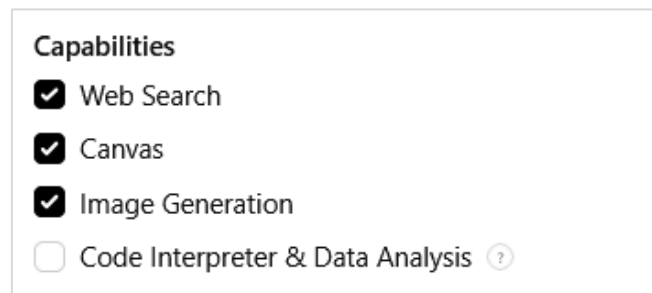 Capabilities
Web Search
Canvas
Image Generation
Code Interpreter & Data Analysis ?